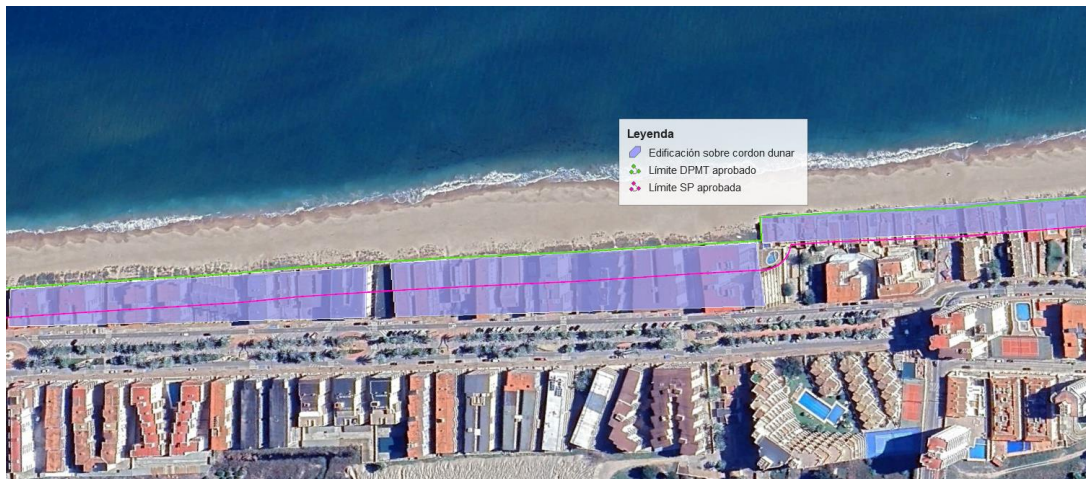 Leyenda
Edificación sobre cordon dunar
Límite DPMT aprobado
Límite SP aprobada